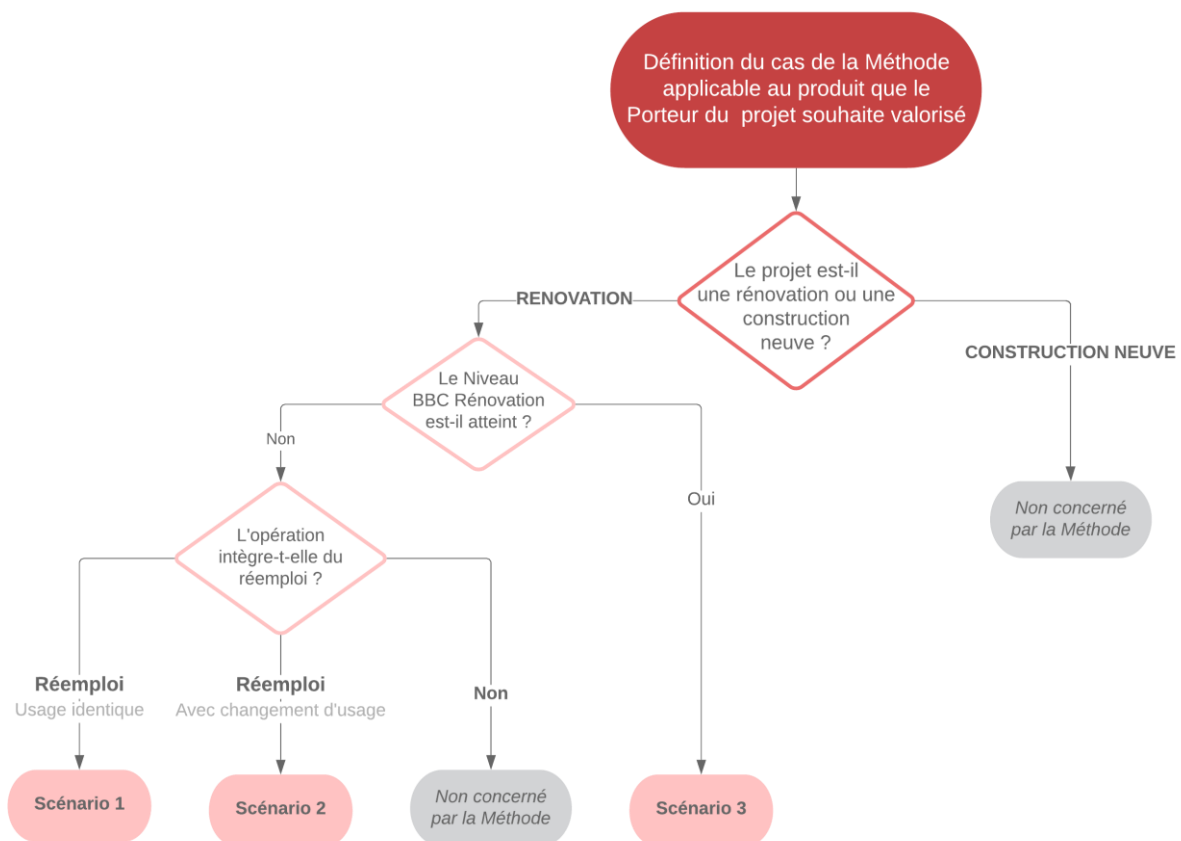 Définition du cas de la Méthode
applicable au produit que le
Porteur du projet souhaite valorisé
Le projet est-il
une rénovation ou une
construction
neuve ?
RENOVATION
CONSTRUCTION NEUVE
Le Niveau
BBC Rénovation
est-il atteint ?
Non
Oui
Non concerné
par la Méthode
L'opération
intègre-t-elle du
réemploi ?
Réemploi
Usage identique
Réemploi
Avec changement d'usage
Non
Scénario 1
Scénario 2
Non concerné
par la Méthode
Scénario 3